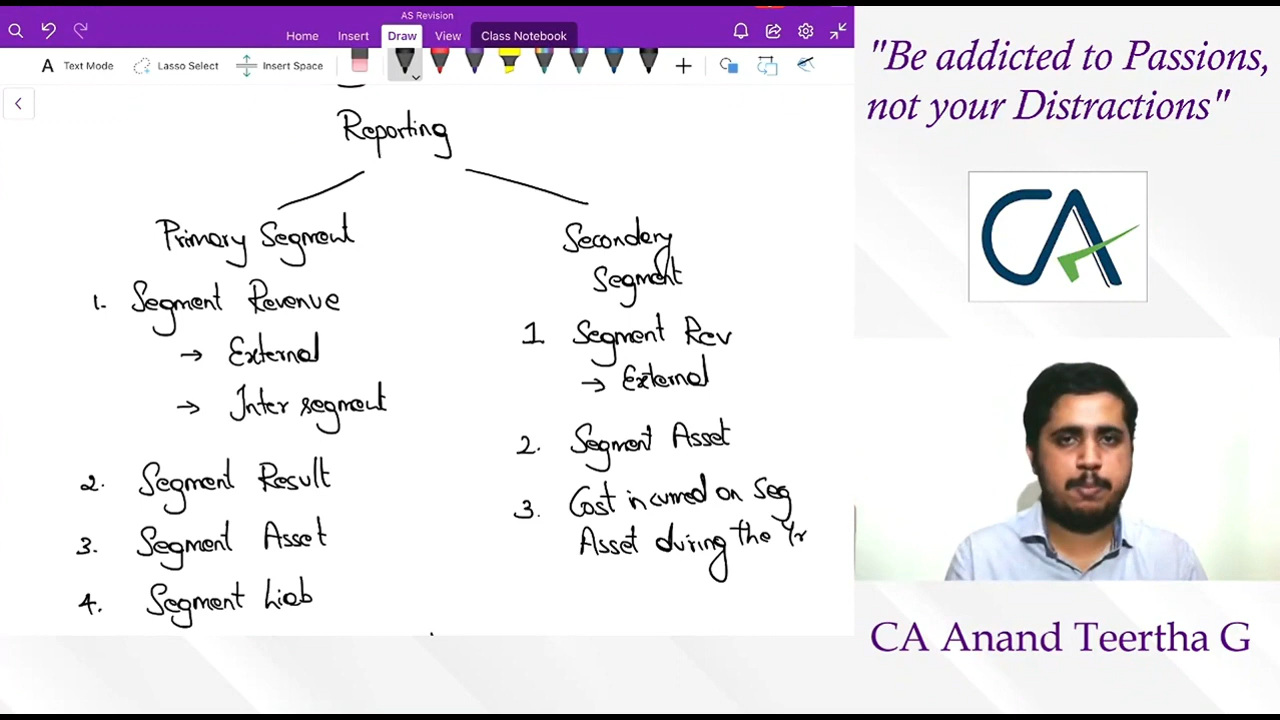 AS Revision
Home Insert Draw View Class Notebook
Text Mode Lasso Select Insert Space
Reporting
Primary Segment
1. Segment Revenue
→ External
→ Inter segment
2. Segment Result
3. Segment Asset
4. Segment Liab
Secondary
Segment
1 Segment Rev
→ External
2. Segment Asset
3. Cost incurred on Seg
Asset during the Yr
"Be addicted to Passions,
not your Distractions"
CA
CA Anand Teertha G